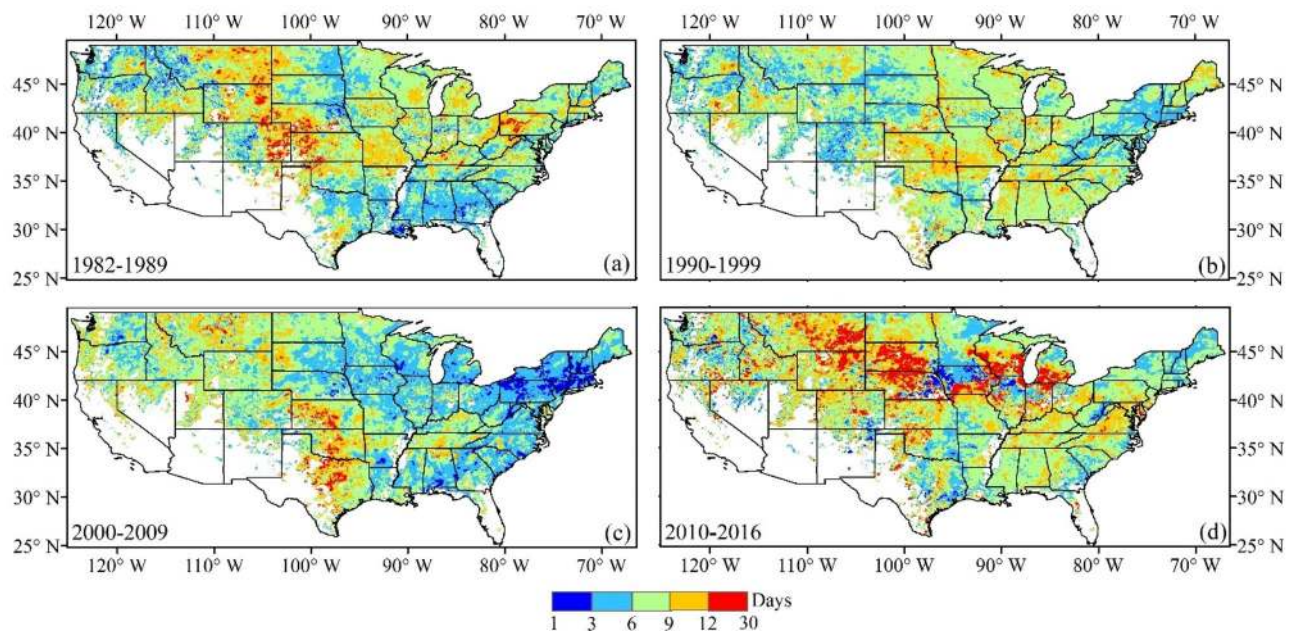 120° W 110° W 100° W 90° W 80° W 70° W 120° W 110° W 100° W 90° W 80° W 70° W
45° N 45° N
40° N 40° N
35° N 35° N
30° N 30° N
25° N 1982-1989 (a) 1990-1999 (b) 25° N
45° N 45° N
40° N 40° N
35° N 35° N
30° N 30° N
25° N 2000-2009 (c) 2010-2016 (d) 25° N
120° W 110° W 100° W 90° W 80° W 70° W 120° W 110° W 100° W 90° W 80° W 70° W
Days
1 3 6 9 12 30